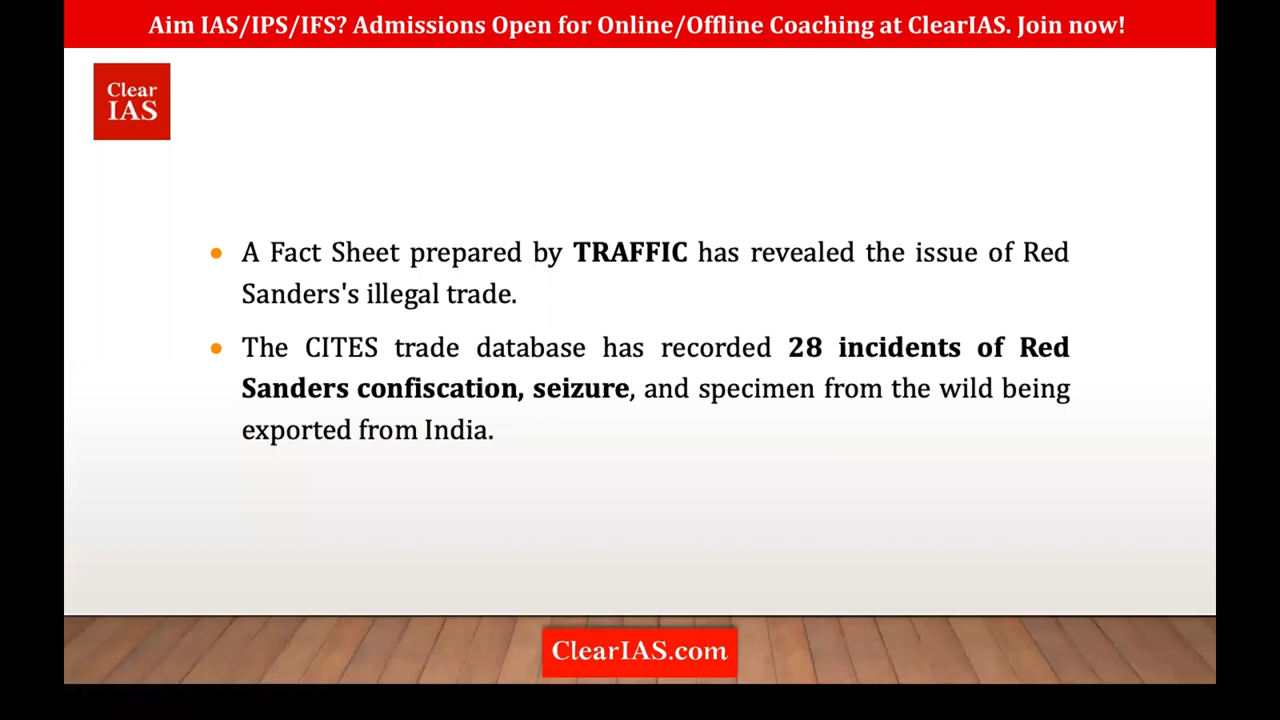 Aim IAS/IPS/IFS? Admissions Open for Online/Offline Coaching at ClearIAS. Join now!
Clear
IAS
• A Fact Sheet prepared by TRAFFIC has revealed the issue of Red
Sanders's illegal trade.
• The CITES trade database has recorded 28 incidents of Red
Sanders confiscation, seizure, and specimen from the wild being
exported from India.
ClearIAS.com